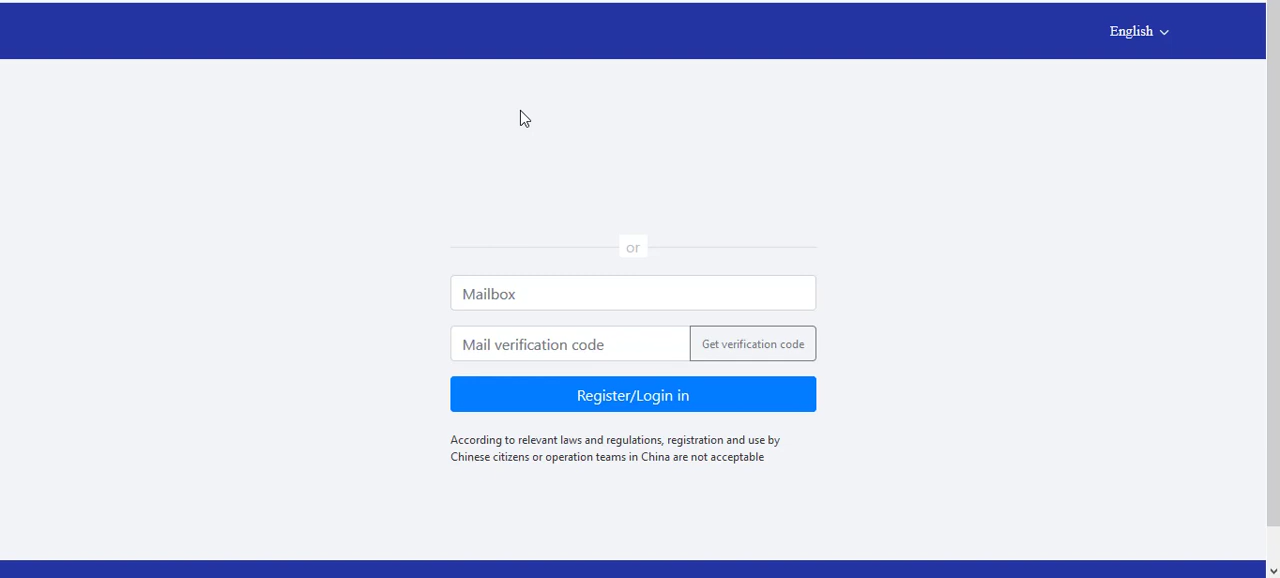 English
or
Mailbox
Mail verification code
Get verification code
Register/Login in
According to relevant laws and regulations, registration and use by
Chinese citizens or operation teams in China are not acceptable